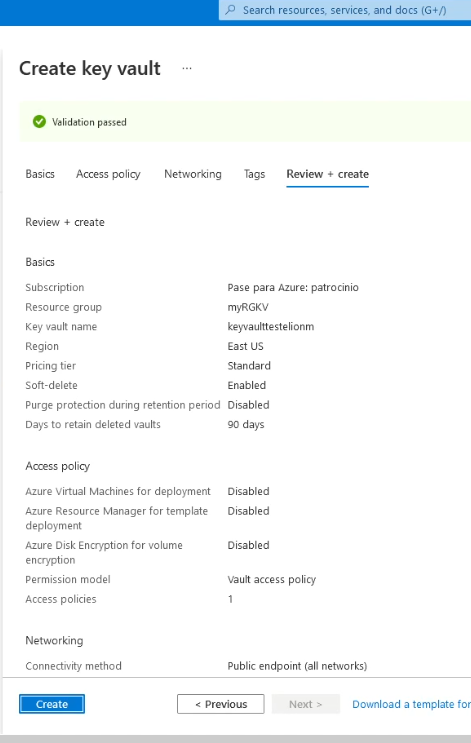 Search resources, services, and docs (G+/)
Create key vault ...
Validation passed
Basics Access policy Networking Tags Review + create
Review + create
Basics
Subscription Pase para Azure: patrocinio
Resource group myRGKV
Key vault name keyvaulttestelionm
Region East US
Pricing tier Standard
Soft-delete Enabled
Purge protection during retention period Disabled
Days to retain deleted vaults 90 days
Access policy
Azure Virtual Machines for deployment Disabled
Azure Resource Manager for template Disabled
deployment
Azure Disk Encryption for volume Disabled
encryption
Permission model Vault access policy
Access policies 1
Networking
Connectivity method Public endpoint (all networks)
Create < Previous Next > Download a template for